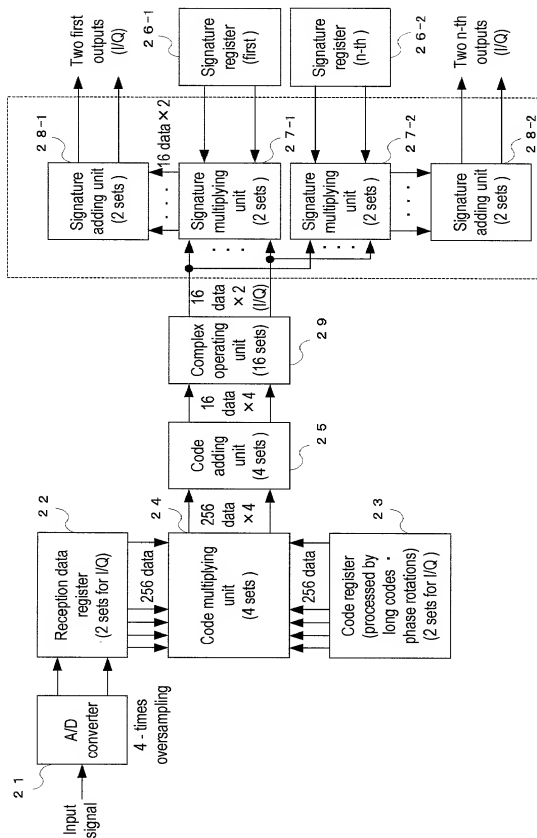 Input
signal
2 1
A/D
converter
4 - times
oversampling
2 2
Reception data
register
(2 sets for I/Q)
256 data
2 4
Code multiplying
unit
(4 sets )
256 data
Code register
(processed by
long codes •
phase rotations)
(2 sets for I/Q )
2 3
256
data
× 4
Code
adding
unit
(4 sets )
2 5
16
data
× 4
Complex
operating
unit
(16 sets)
2 9
16
data
× 2
(I/Q)
2 8-1
Signature
adding unit
(2 sets )
Two first
outputs
(I/Q)
16 data × 2
Signature
multiplying
unit
(2 sets )
2 7-1
Signature
register
(first)
2 6-1
Signature
multiplying
unit
(2 sets )
2 7-2
Signature
register
(n-th)
2 6-2
Signature
adding unit
(2 sets )
2 8-2
Two n-th
outputs
(I/Q)